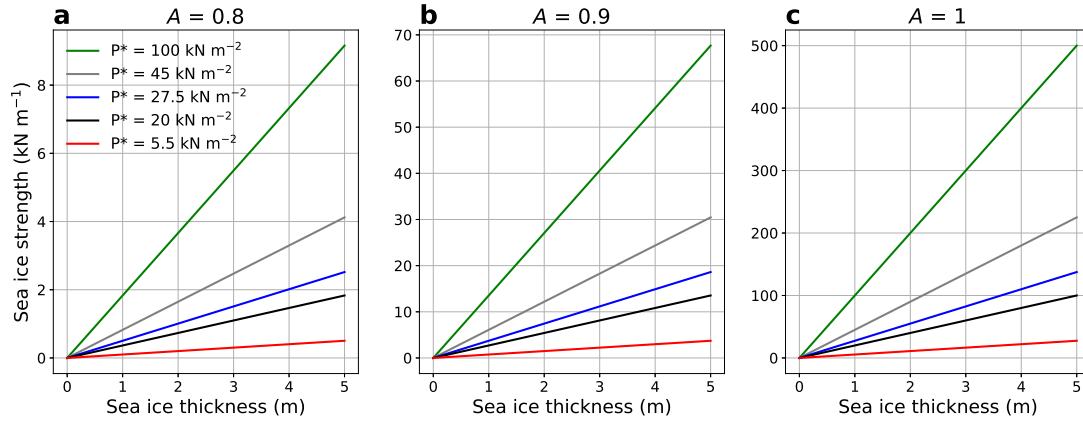 a
A = 0.8
Sea ice strength (kN m⁻¹)
8
6
4
2
0
P* = 100 kN m⁻²
P* = 45 kN m⁻²
P* = 27.5 kN m⁻²
P* = 20 kN m⁻²
P* = 5.5 kN m⁻²
0 1 2 3 4 5
Sea ice thickness (m)
b
A = 0.9
70
60
50
40
30
20
10
0
0 1 2 3 4 5
Sea ice thickness (m)
c
A = 1
500
400
300
200
100
0
0 1 2 3 4 5
Sea ice thickness (m)